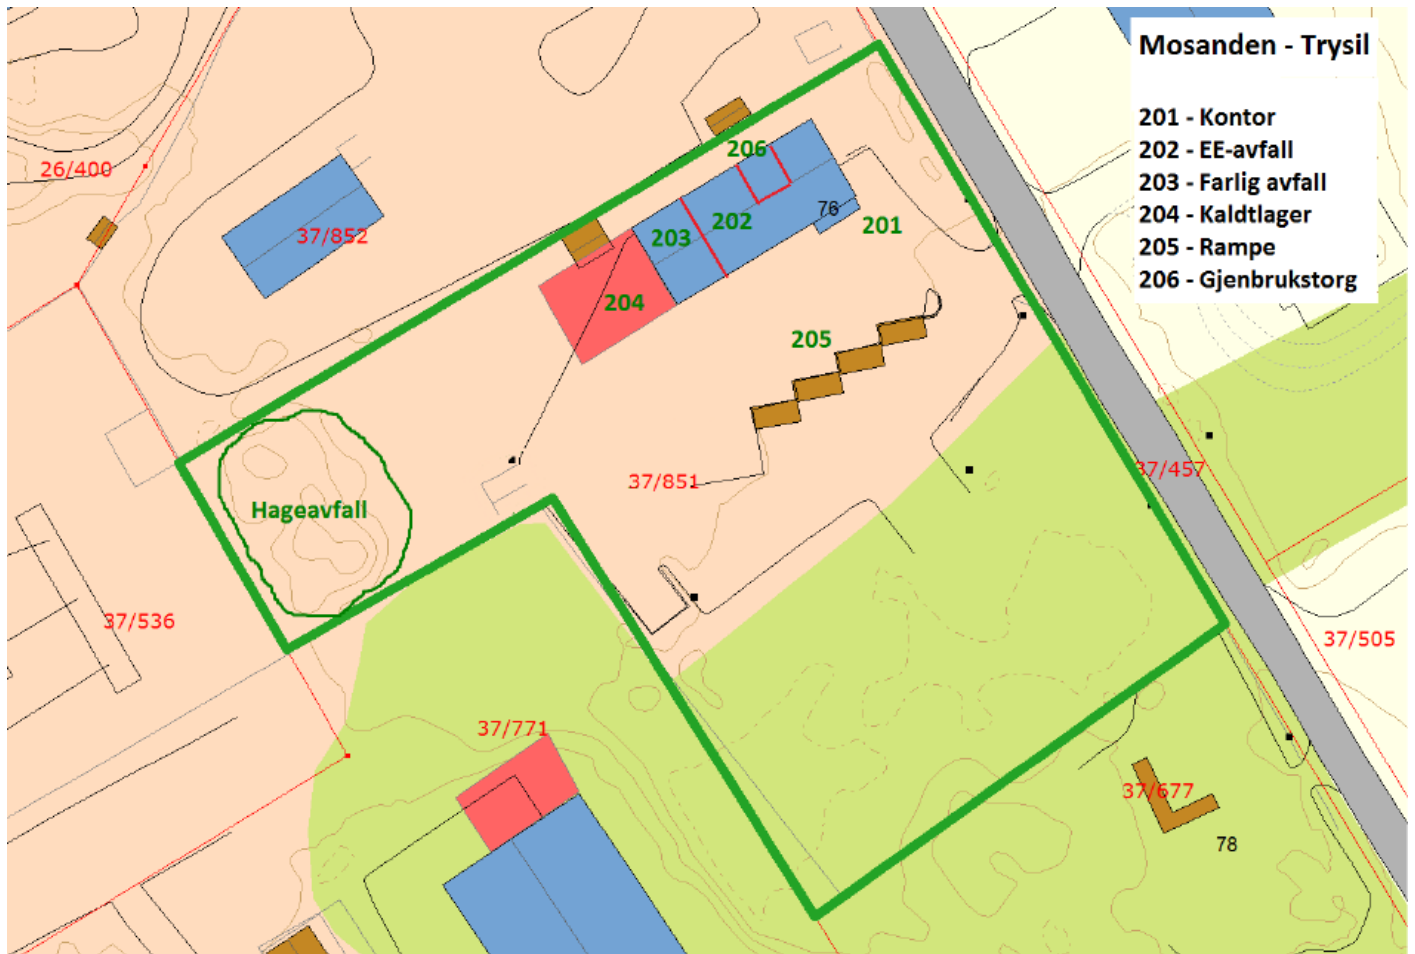 Mosanden - Trysil
201 - Kontor
202 - EE-avfall
203 - Farlig avfall
204 - Kaldtlager
205 - Rampe
206 - Gjenbrukstorg
26/400
206
37/852
203
202
76
201
204
205
37/851
37/457
Hageavfall
37/536
37/505
37/771
37/677
78